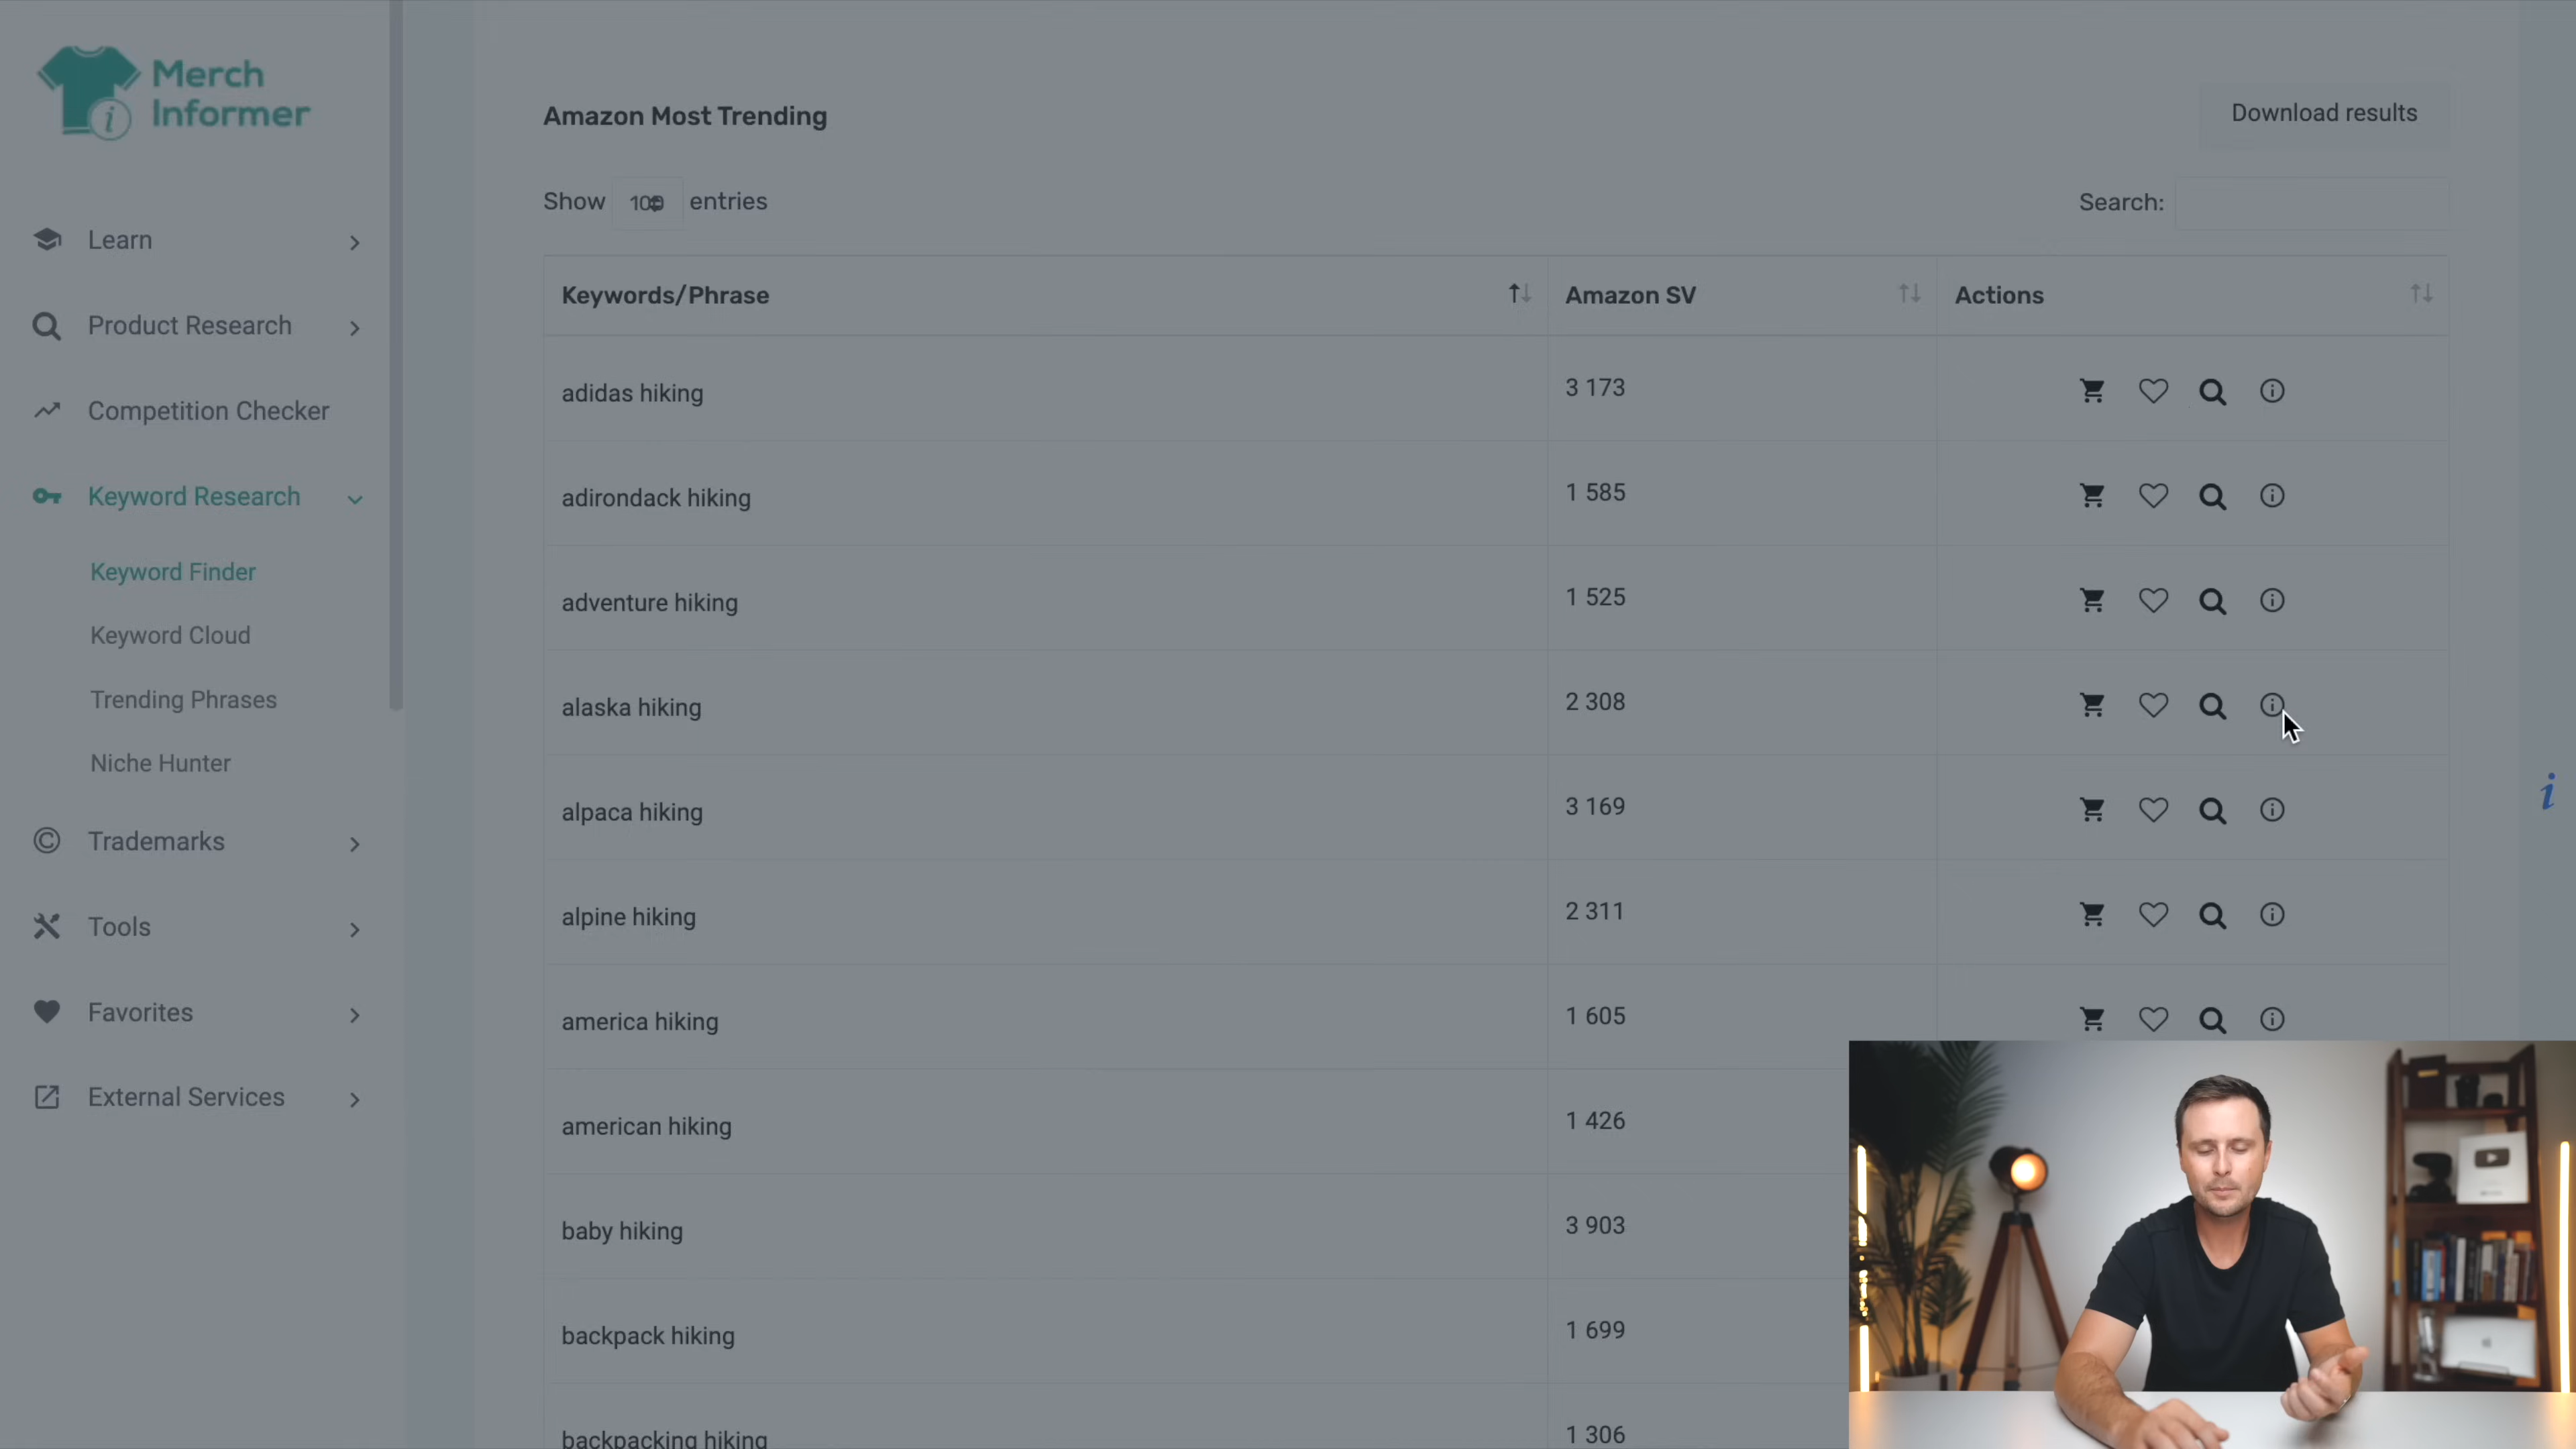 Merch
Informer
Learn
Product Research
Competition Checker
Keyword Research
Keyword Finder
Keyword Cloud
Trending Phrases
Niche Hunter
Trademarks
Tools
Favorites
External Services
Amazon Most Trending
Download results
Show 100 entries
Search:
Keywords/Phrase Amazon SV Actions
adidas hiking 3 173
adirondack hiking 1 585
adventure hiking 1 525
alaska hiking 2 308
alpaca hiking 3 169
alpine hiking 2 311
america hiking 1 605
american hiking 1 426
baby hiking 3 903
backpack hiking 1 699
backpacking hiking 1 306